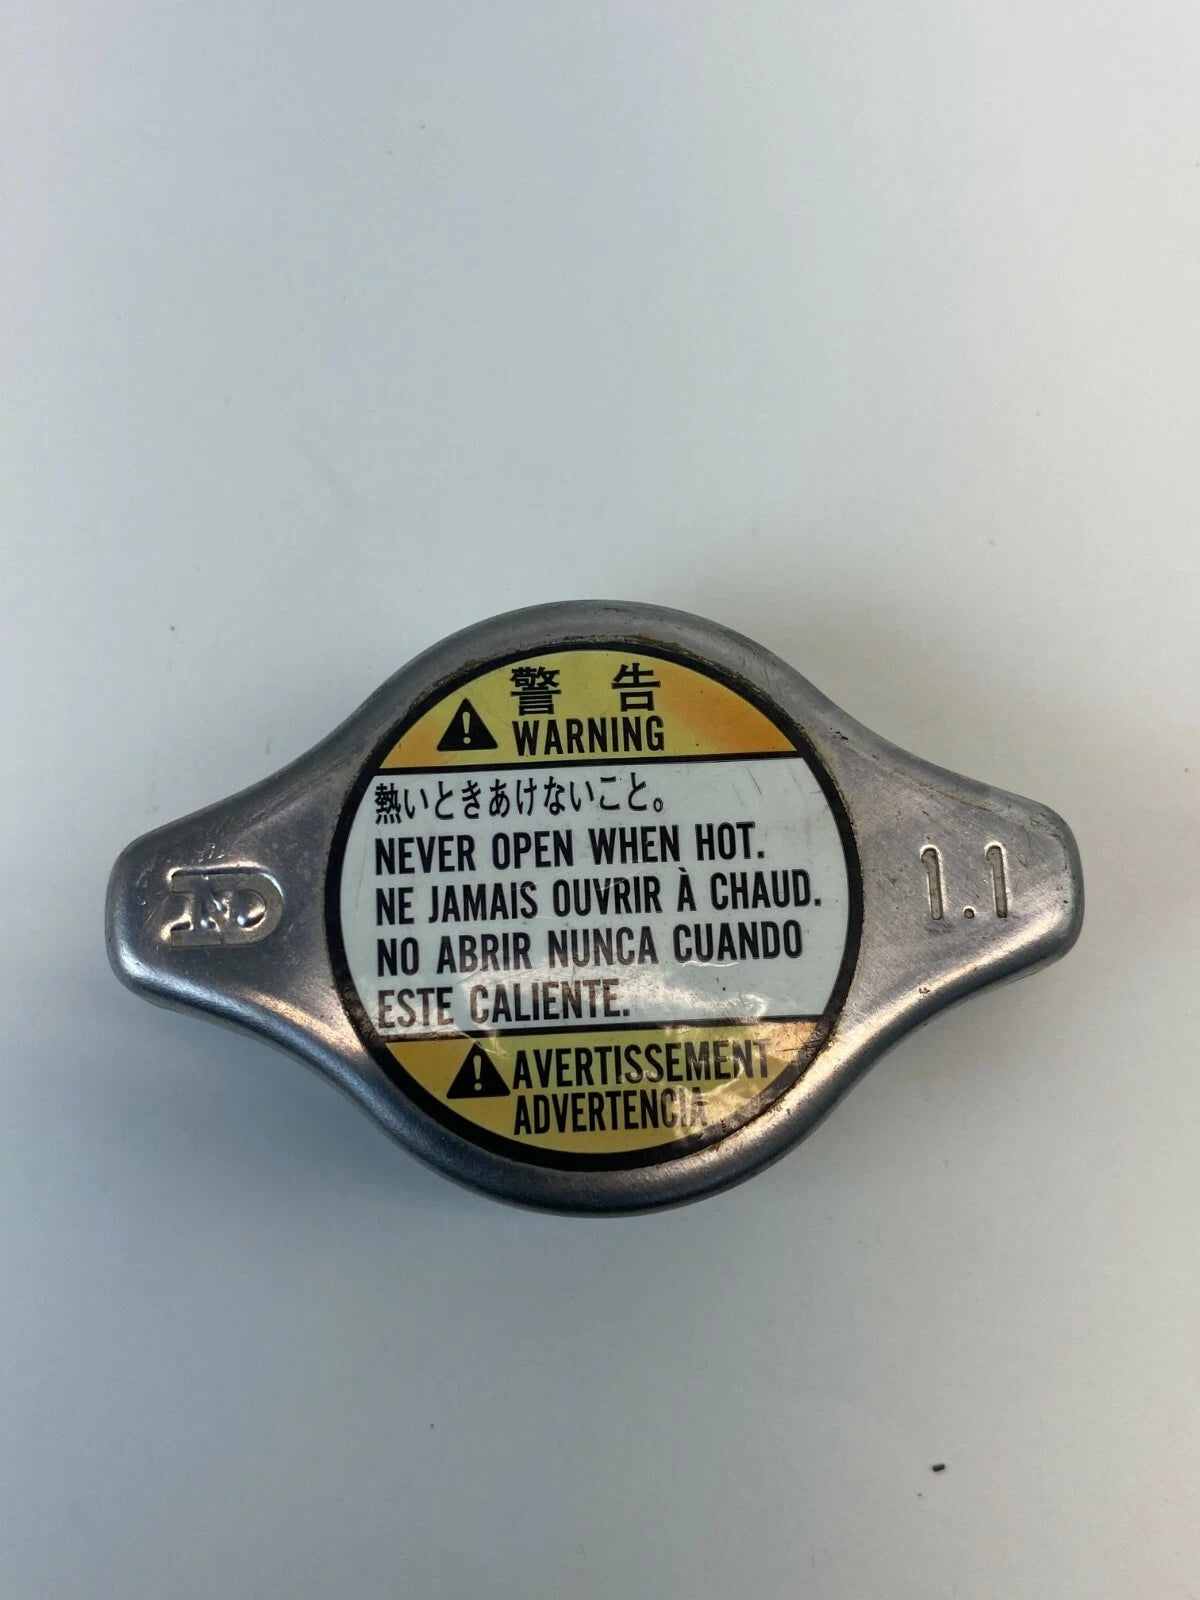 警告
WARNING
熱いときあけないこと。
NEVER OPEN WHEN HOT.
NE JAMAIS OUVRIR À CHAUD.
NO ABRIR NUNCA CUANDO
ESTE CALIENTE.
AVERTISSEMENT
ADVERTENCIA
ND
1.1